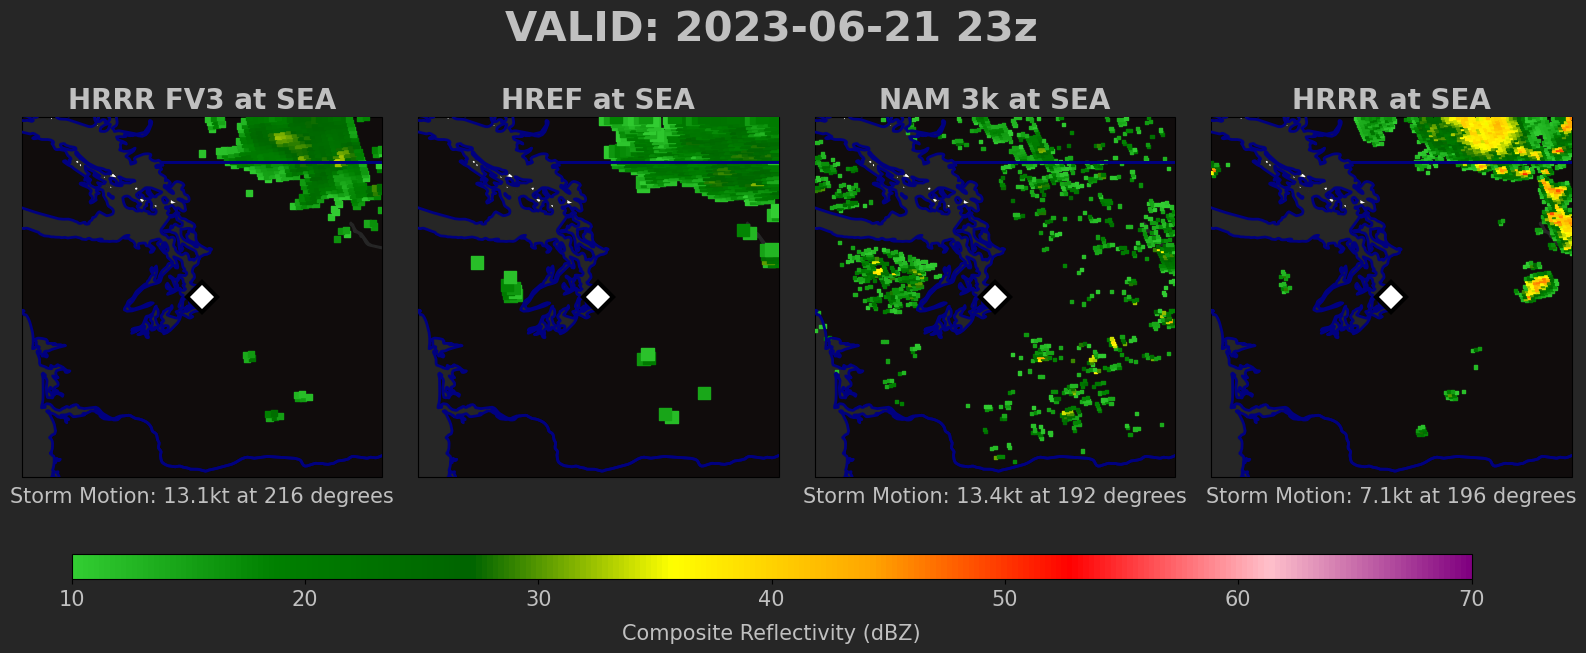 VALID: 2023-06-21 23z
HRRR FV3 at SEA
HREF at SEA
NAM 3k at SEA
HRRR at SEA
Storm Motion: 13.1kt at 216 degrees
Storm Motion: 13.4kt at 192 degrees
Storm Motion: 7.1kt at 196 degrees
10 20 30 40 50 60 70
Composite Reflectivity (dBZ)